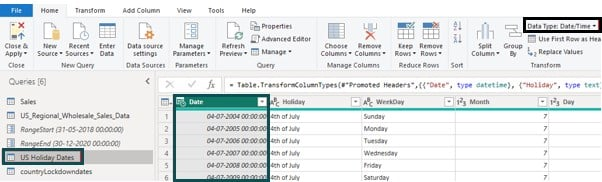 File Home Transform Add Column View Tools Help
Data Type: Date/Time
Properties
Advanced Editor
Manage
Use First Row as Hea
Replace Values
Close & Apply
New Source
Recent Sources
Enter Data
Data source settings
Manage Parameters
Refresh Preview
Choose Columns
Remove Columns
Keep Rows
Remove Rows
Split Column
Group By
Close New Query Data Sources Parameters Query Manage Columns Reduce Rows Sort Transform
Queries [6]
= Table.TransformColumnTypes(#"Promoted Headers",{{"Date", type datetime}, {"Holiday", type text}
Sales
US_Regional_Wholesale_Sales_Data
RangeStart (31-05-2018 00:00:00)
RangeEnd (30-12-2020 00:00:00)
US Holiday Dates
countryLockdowndates
Date Holiday WeekDay Month Day
1 04-07-2004 00:00:00 4th of July Sunday 7
2 04-07-2005 00:00:00 4th of July Monday 7
3 04-07-2006 00:00:00 4th of July Tuesday 7
4 04-07-2007 00:00:00 4th of July Wednesday 7
5 04-07-2008 00:00:00 4th of July Friday 7
6 04-07-2009 00:00:00 4th of July Saturday 7